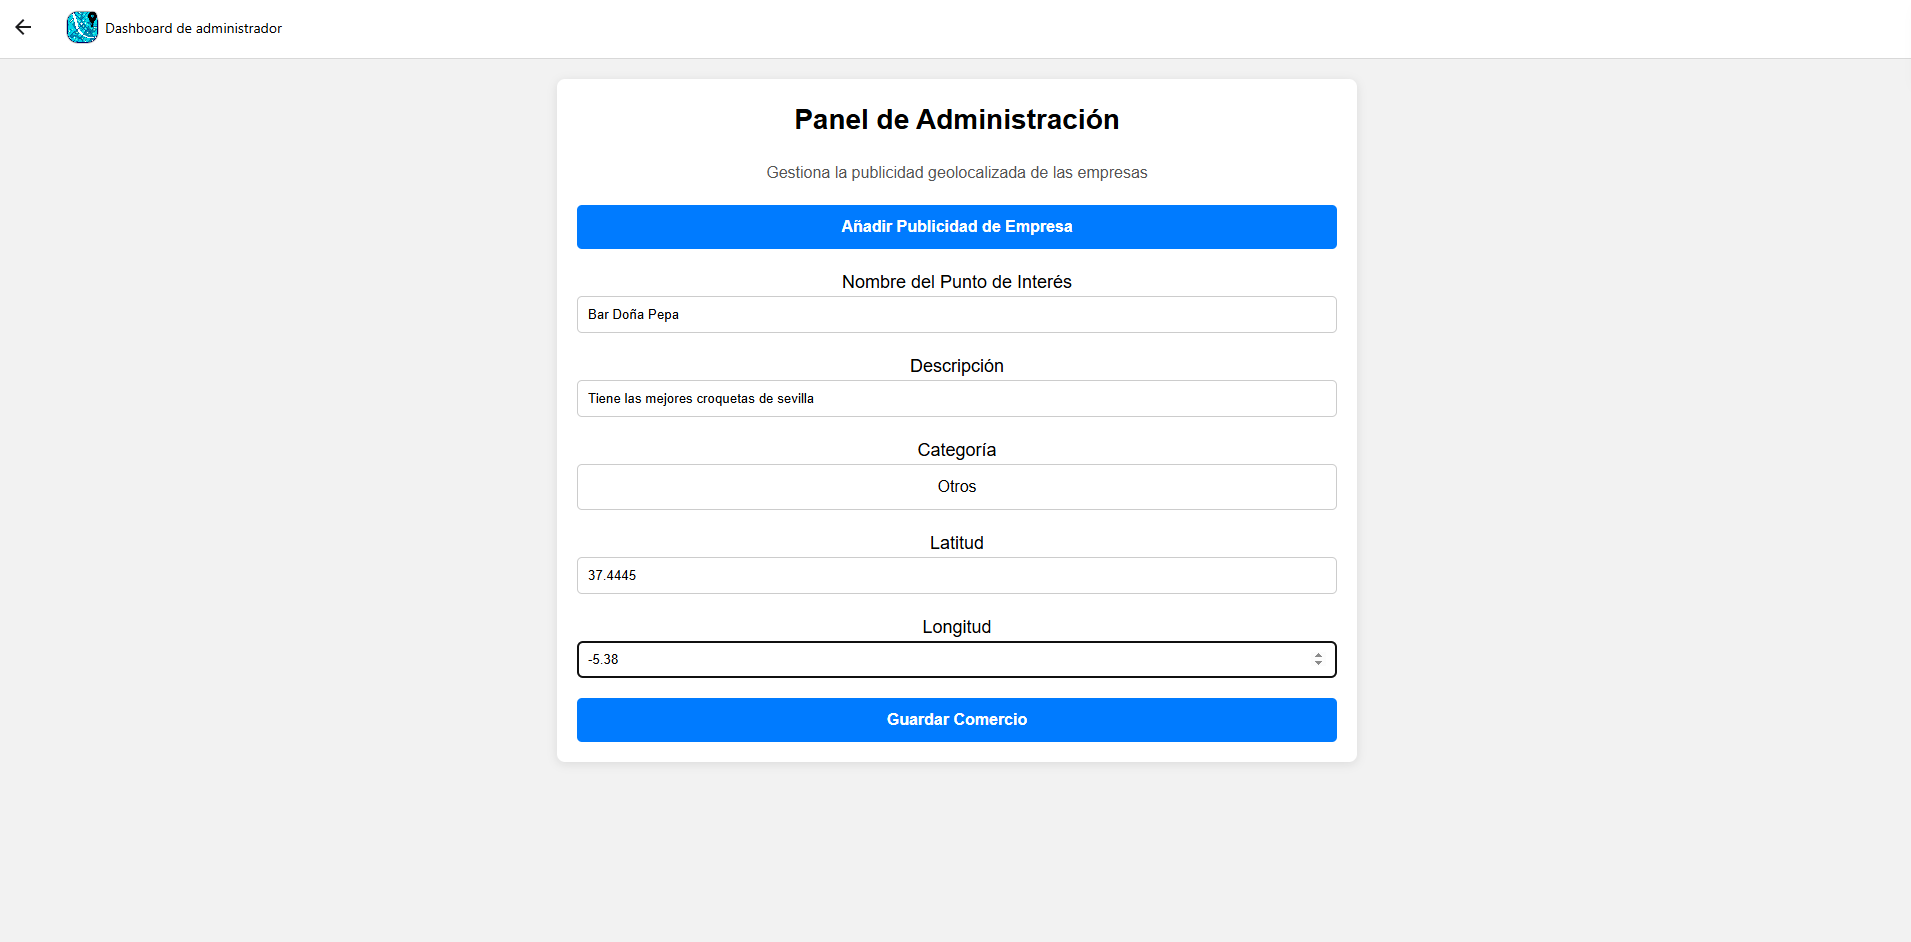 Dashboard de administrador
Panel de Administración
Gestiona la publicidad geolocalizada de las empresas
Añadir Publicidad de Empresa
Nombre del Punto de Interés
Bar Doña Pepa
Descripción
Tiene las mejores croquetas de sevilla
Categoría
Otros
Latitud
37.4445
Longitud
-5.38
Guardar Comercio